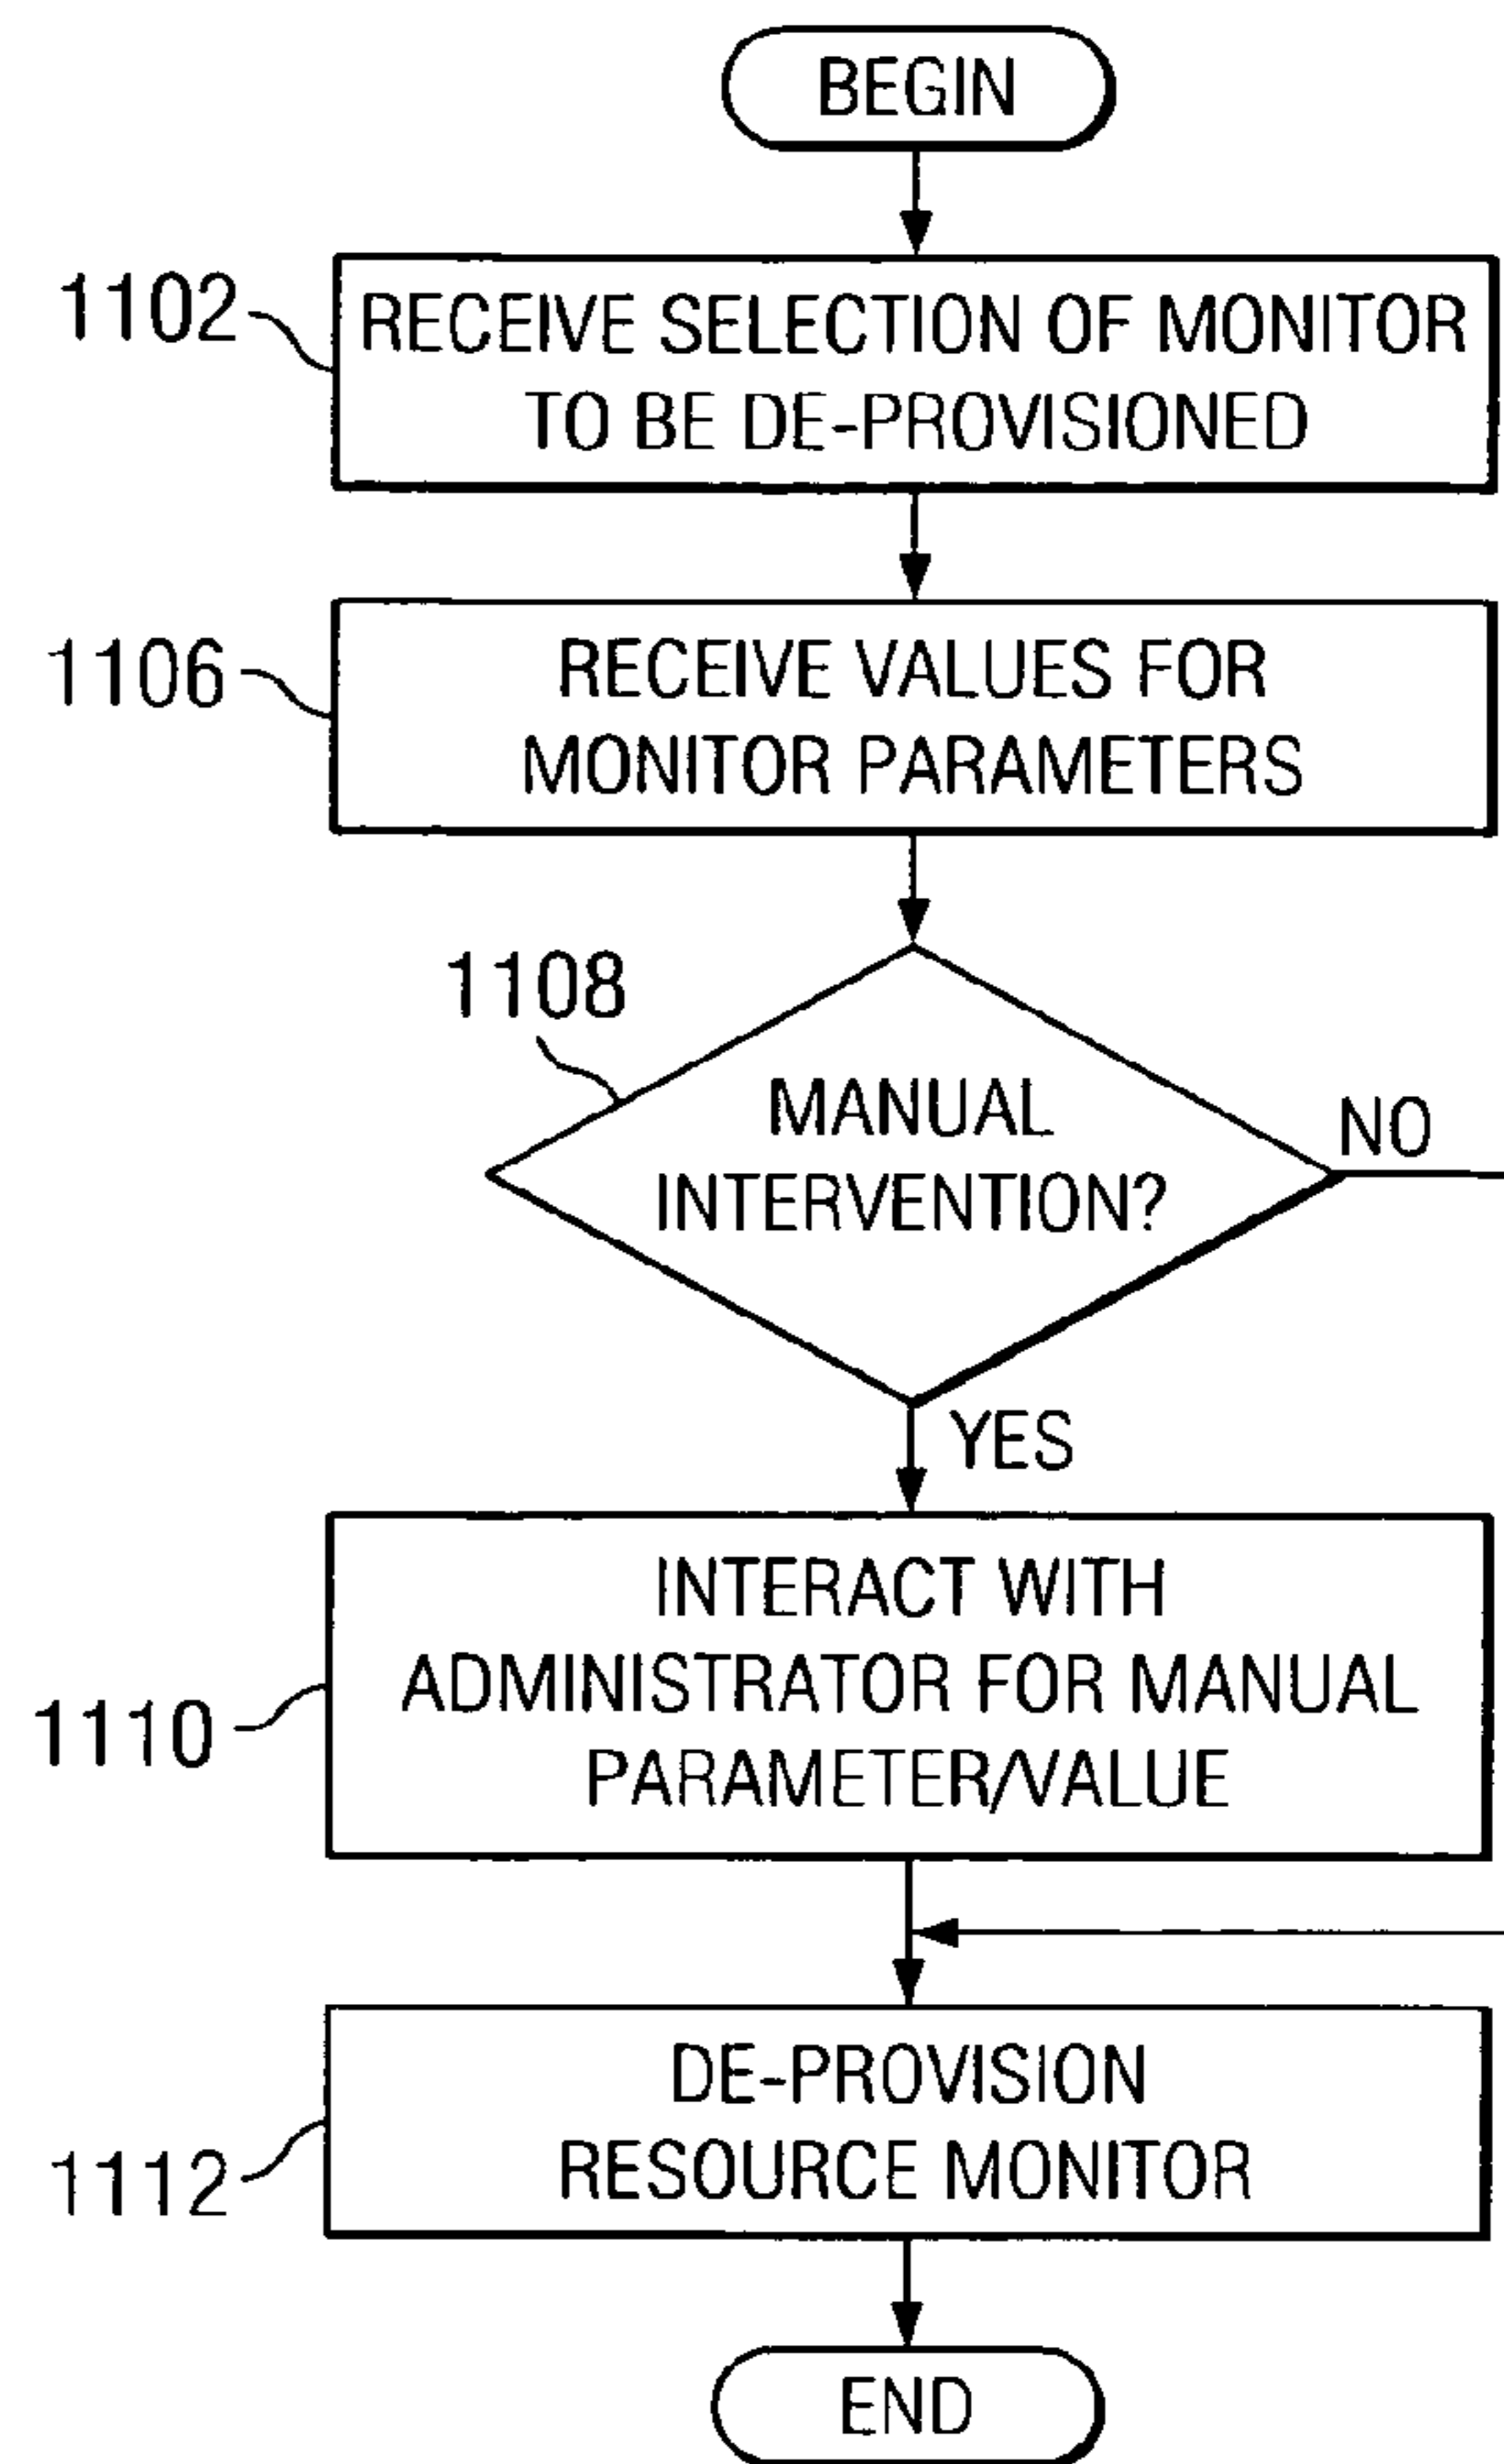 BEGIN
1102
RECEIVE SELECTION OF MONITOR
TO BE DE-PROVISIONED
1106
RECEIVE VALUES FOR
MONITOR PARAMETERS
1108
MANUAL
INTERVENTION?
NO
YES
1110
INTERACT WITH
ADMINISTRATOR FOR MANUAL
PARAMETER/VALUE
1112
DE-PROVISION
RESOURCE MONITOR
END